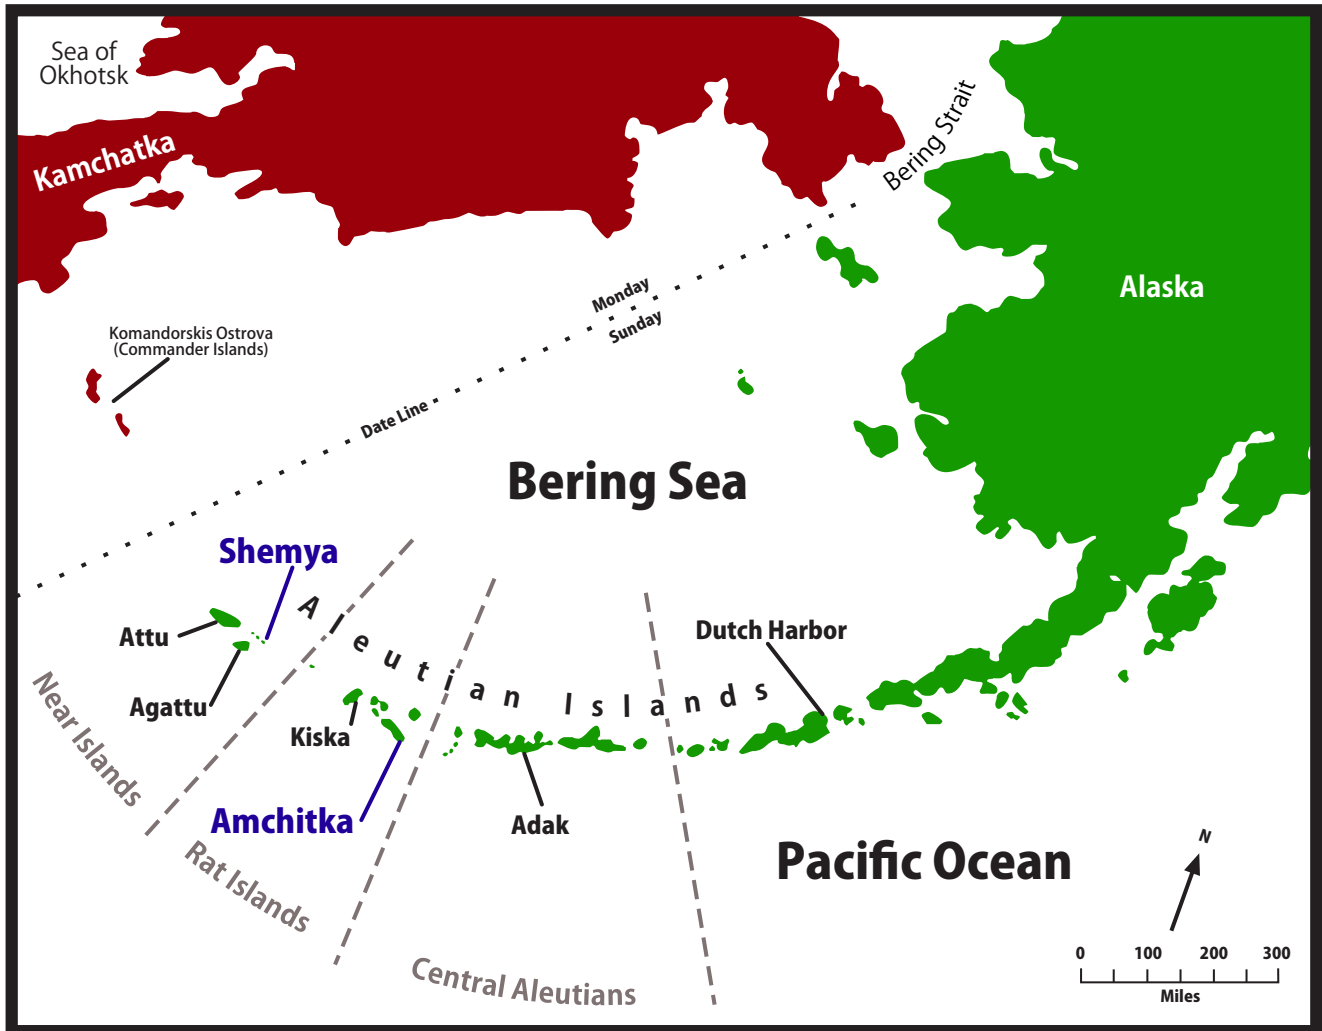 Sea of
Okhotsk
Kamchatka
Bering Strait
Alaska
Monday
Sunday
Komandorskis Ostrova
(Commander Islands)
Date Line
Bering Sea
Shemya
Aleutian Islands
Attu
Dutch Harbor
Agattu
Near Islands
Kiska
Amchitka
Adak
Rat Islands
Pacific Ocean
N
Central Aleutians
0 100 200 300
Miles